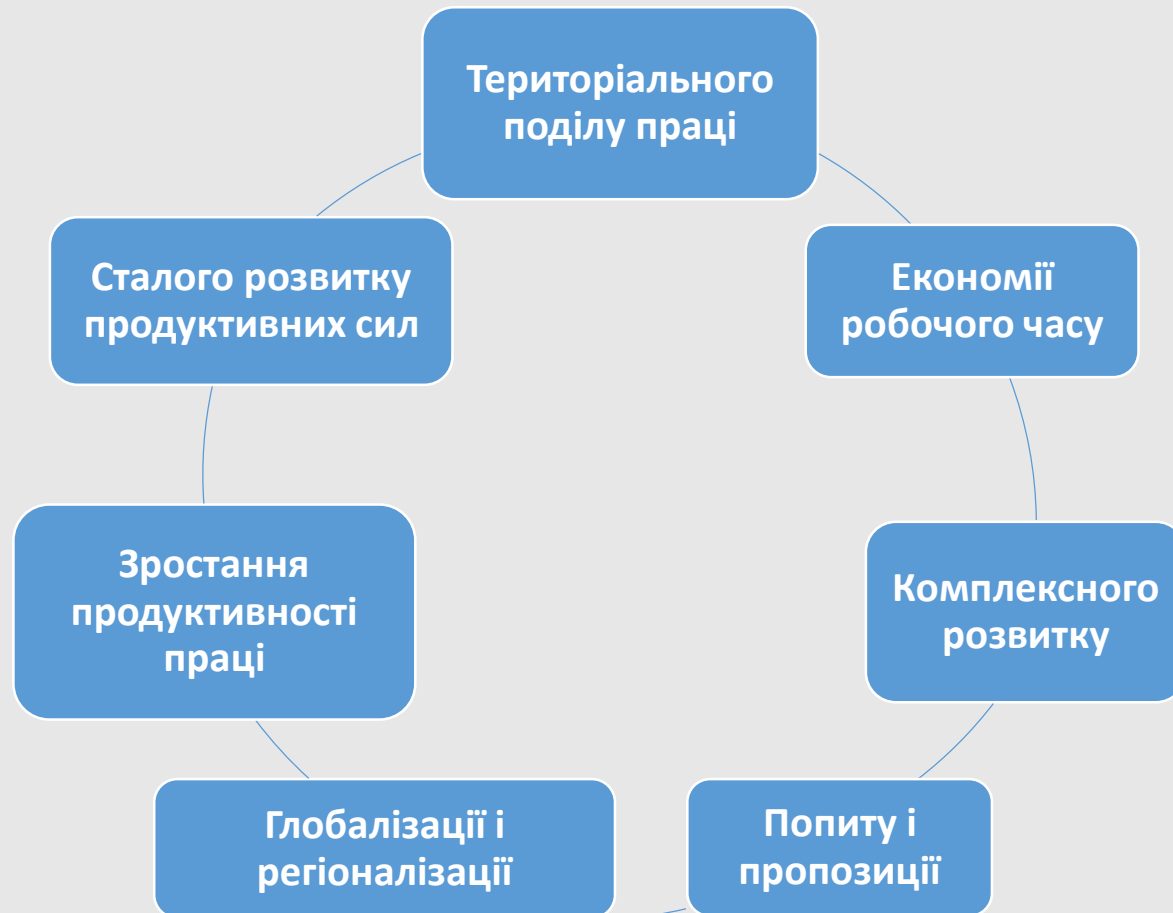 Територіального
поділу праці
Економії
робочого часу
Комплексного
розвитку
Попиту і
пропозиції
Глобалізації і
регіоналізації
Зростання
продуктивності
праці
Сталого розвитку
продуктивних сил